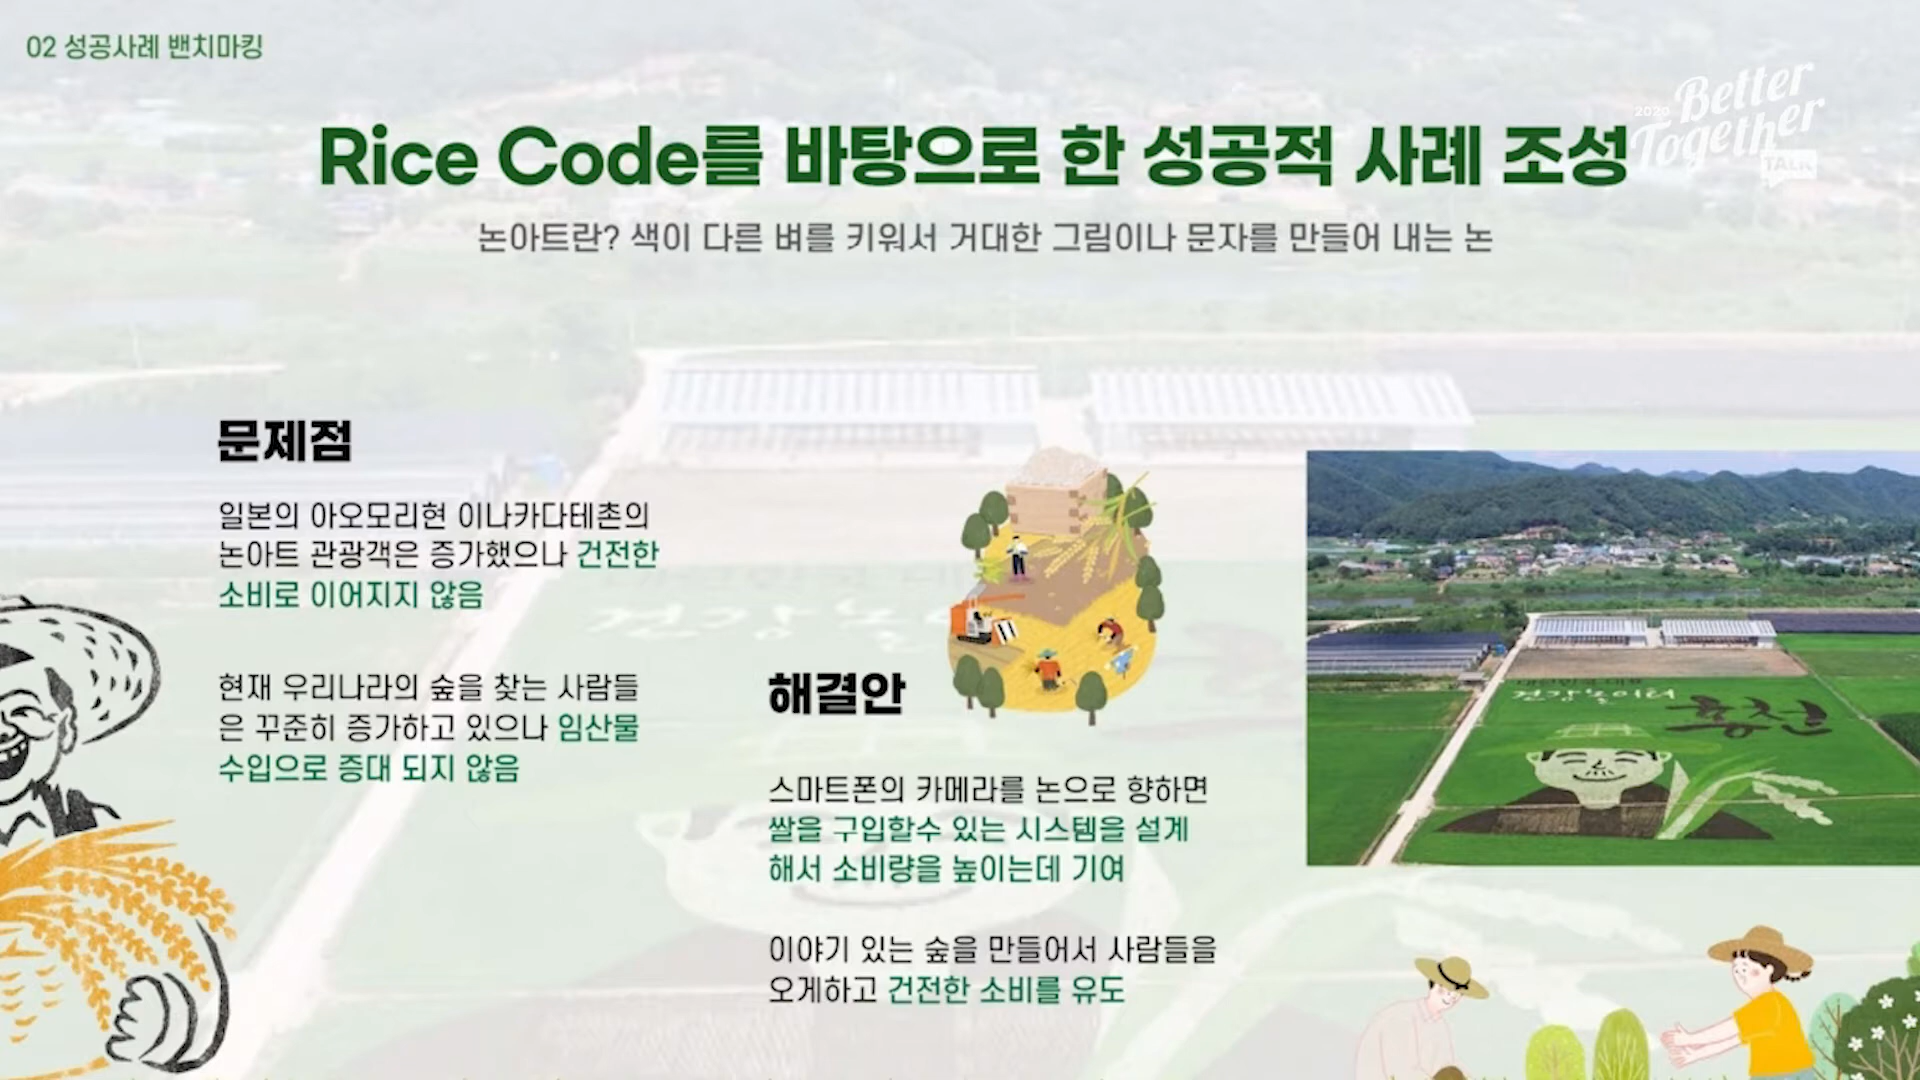 02 성공사례 밴치마킹
2020 Better
Together
TALK
Rice Code를 바탕으로 한 성공적 사례 조성
논아트란? 색이 다른 벼를 키워서 거대한 그림이나 문자를 만들어 내는 논
문제점
일본의 아오모리현 이나카다테촌의
논아트 관광객은 증가했으나 건전한
소비로 이어지지 않음
현재 우리나라의 숲을 찾는 사람들
은 꾸준히 증가하고 있으나 임산물
수입으로 증대 되지 않음
해결안
스마트폰의 카메라를 논으로 향하면
쌀을 구입할수 있는 시스템을 설계
해서 소비량을 높이는데 기여
이야기 있는 숲을 만들어서 사람들을
오게하고 건전한 소비를 유도
건강놀이터
홍천